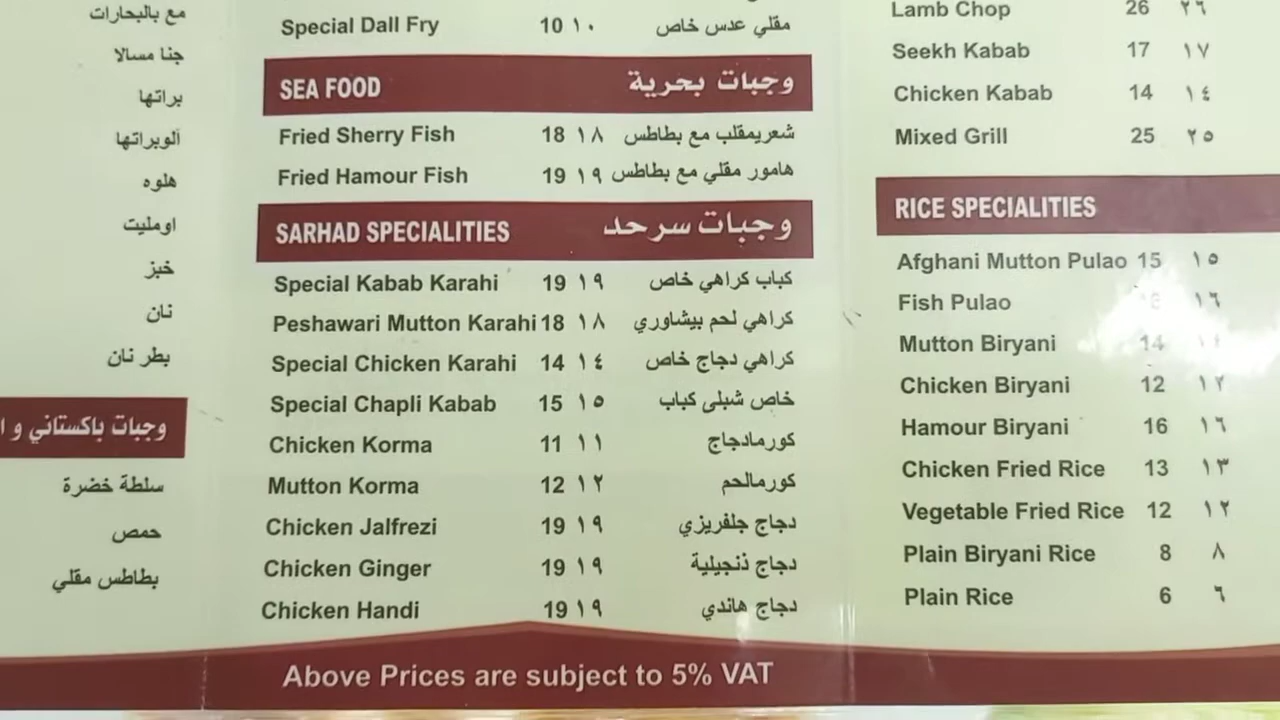 مع بالبحارات
جنا مسالا
براتها
الوبراتها
هلوه
اومليت
خبز
نان
بطر نان
وجبات باكستاني و ا
سلطة خضرة
حمص
بطاطس مقلي
Special Dall Fry 10 ١٠ مقلي عدس خاص
SEA FOOD وجبات بحرية
Fried Sherry Fish 18 ١٨ شعريمقلب مع بطاطس
Fried Hamour Fish 19 ١٩ هامور مقلي مع بطاطس
SARHAD SPECIALITIES وجبات سرحد
Special Kabab Karahi 19 ١٩ كباب كراهي خاص
Peshawari Mutton Karahi 18 ١٨ كراهي لحم بيشاوري
Special Chicken Karahi 14 ١٤ كراهي دجاج خاص
Special Chapli Kabab 15 ١٥ خاص شبلى كباب
Chicken Korma 11 ١١ كورمادجاج
Mutton Korma 12 ١٢ كورمالحم
Chicken Jalfrezi 19 ١٩ دجاج جلفريزي
Chicken Ginger 19 ١٩ دجاج ذنجيلية
Chicken Handi 19 ١٩ دجاج هاندي
Lamb Chop 26 ٢٦
Seekh Kabab 17 ١٧
Chicken Kabab 14 ١٤
Mixed Grill 25 ٢٥
RICE SPECIALITIES
Afghani Mutton Pulao 15 ١٥
Fish Pulao ١٦
Mutton Biryani 14
Chicken Biryani 12 ١٢
Hamour Biryani 16 ١٦
Chicken Fried Rice 13 ١٣
Vegetable Fried Rice 12 ١٢
Plain Biryani Rice 8 ٨
Plain Rice 6 ٦
Above Prices are subject to 5% VAT